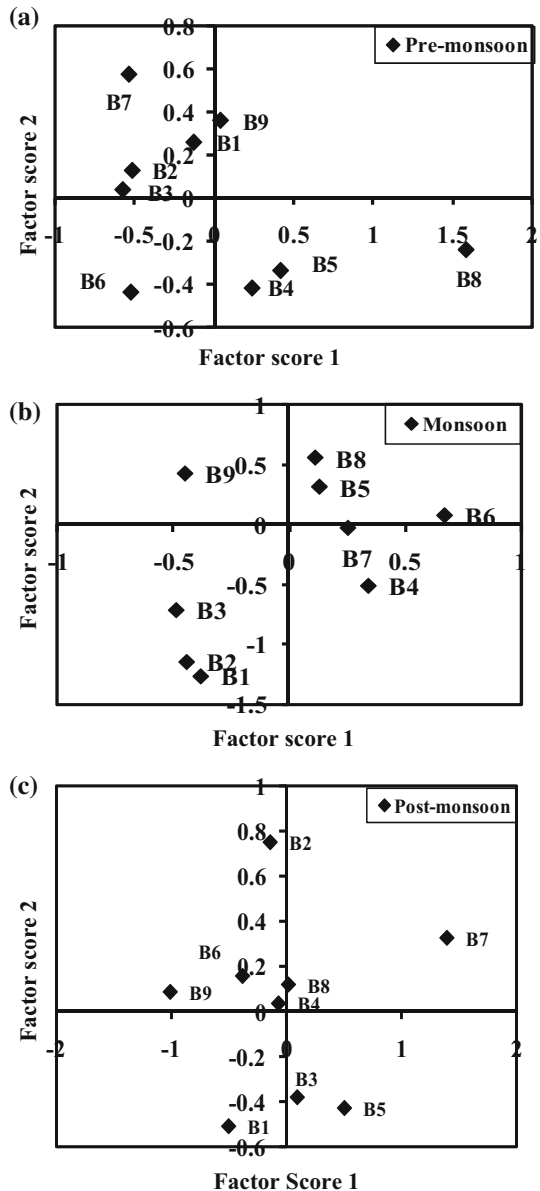 (a)
0.8
Pre-monsoon
0.6
B7
0.4
B9
B1
0.2
B2
B3
0
-1
-0.5
0
0.5
1
1.5
2
-0.2
B5
B8
B6
-0.4
B4
-0.6
Factor score 2
Factor score 1
(b)
1
Monsoon
B8
0.5
B9
B5
B6
0
-1
-0.5
0
0.5
1
B7
-0.5
B4
B3
-1
B2
B1
-1.5
Factor score 2
Factor score 1
(c)
1
Post-monsoon
0.8
B2
0.6
0.4
B7
B6
0.2
B8
B9
B4
0
-2
-1
0
1
2
-0.2
B3
-0.4
B5
B1
-0.6
Factor score 2
Factor Score 1